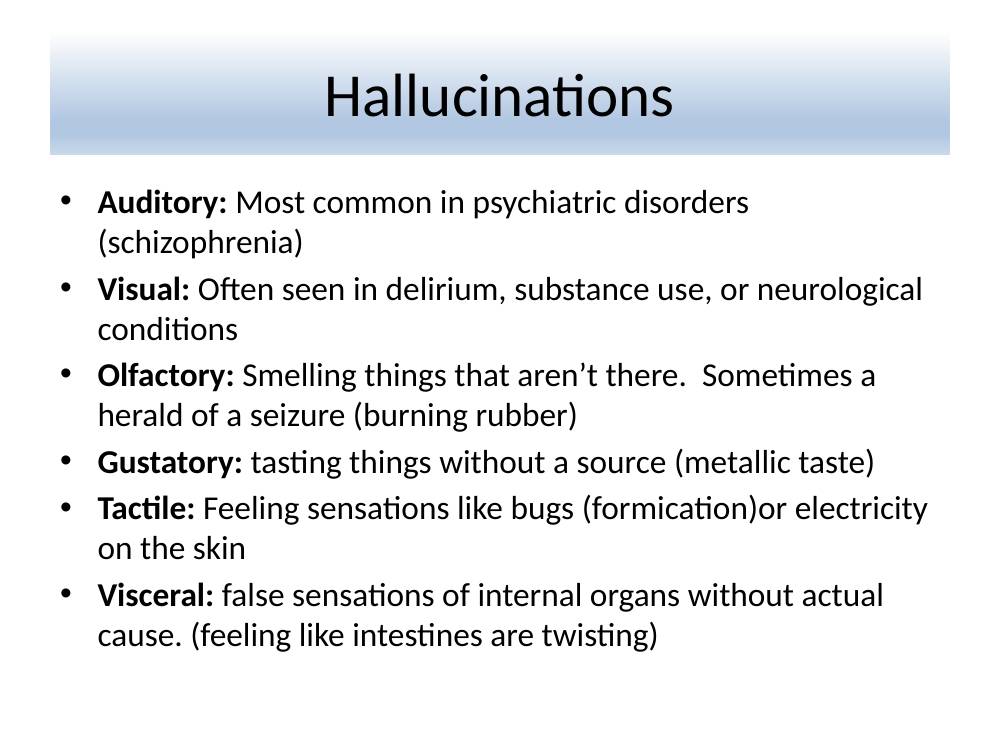 Hallucinations
• Auditory: Most common in psychiatric disorders
(schizophrenia)
• Visual: Often seen in delirium, substance use, or neurological
conditions
• Olfactory: Smelling things that aren’t there.  Sometimes a
herald of a seizure (burning rubber)
• Gustatory: tasting things without a source (metallic taste)
• Tactile: Feeling sensations like bugs (formication)or electricity
on the skin
• Visceral: false sensations of internal organs without actual
cause. (feeling like intestines are twisting)